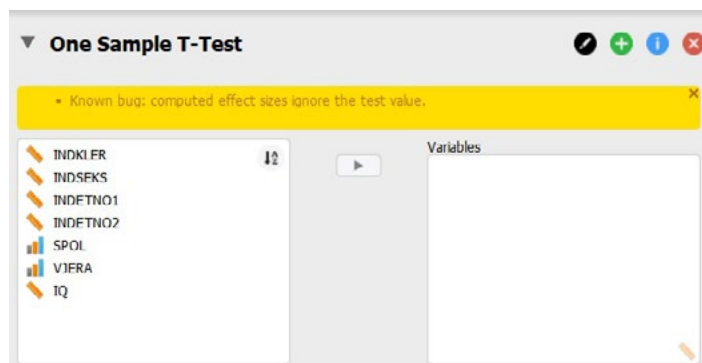 One Sample T-Test
• Known bug: computed effect sizes ignore the test value.
INDKLER
INDSEKS
INDETNO1
INDETNO2
SPOL
VJERA
IQ
Variables